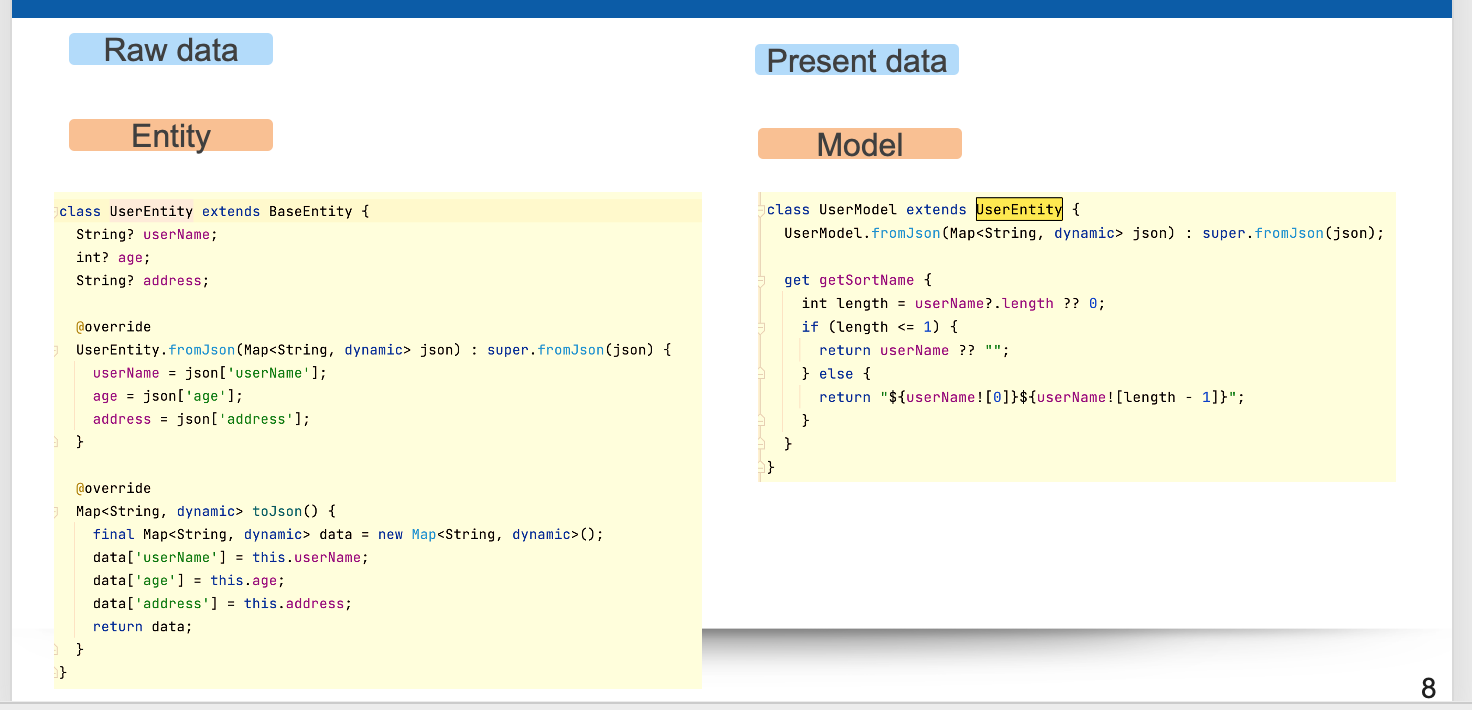 Raw data
Entity
class UserEntity extends BaseEntity {
  String? userName;
  int? age;
  String? address;

  @override
  UserEntity.fromJson(Map<String, dynamic> json) : super.fromJson(json) {
    userName = json['userName'];
    age = json['age'];
    address = json['address'];
  }

  @override
  Map<String, dynamic> toJson() {
    final Map<String, dynamic> data = new Map<String, dynamic>();
    data['userName'] = this.userName;
    data['age'] = this.age;
    data['address'] = this.address;
    return data;
  }
}
Present data
Model
class UserModel extends UserEntity {
  UserModel.fromJson(Map<String, dynamic> json) : super.fromJson(json);

  get getSortName {
    int length = userName?.length ?? 0;
    if (length <= 1) {
      return userName ?? "";
    } else {
      return "${userName![0]}${userName![length - 1]}";
    }
  }
}
8